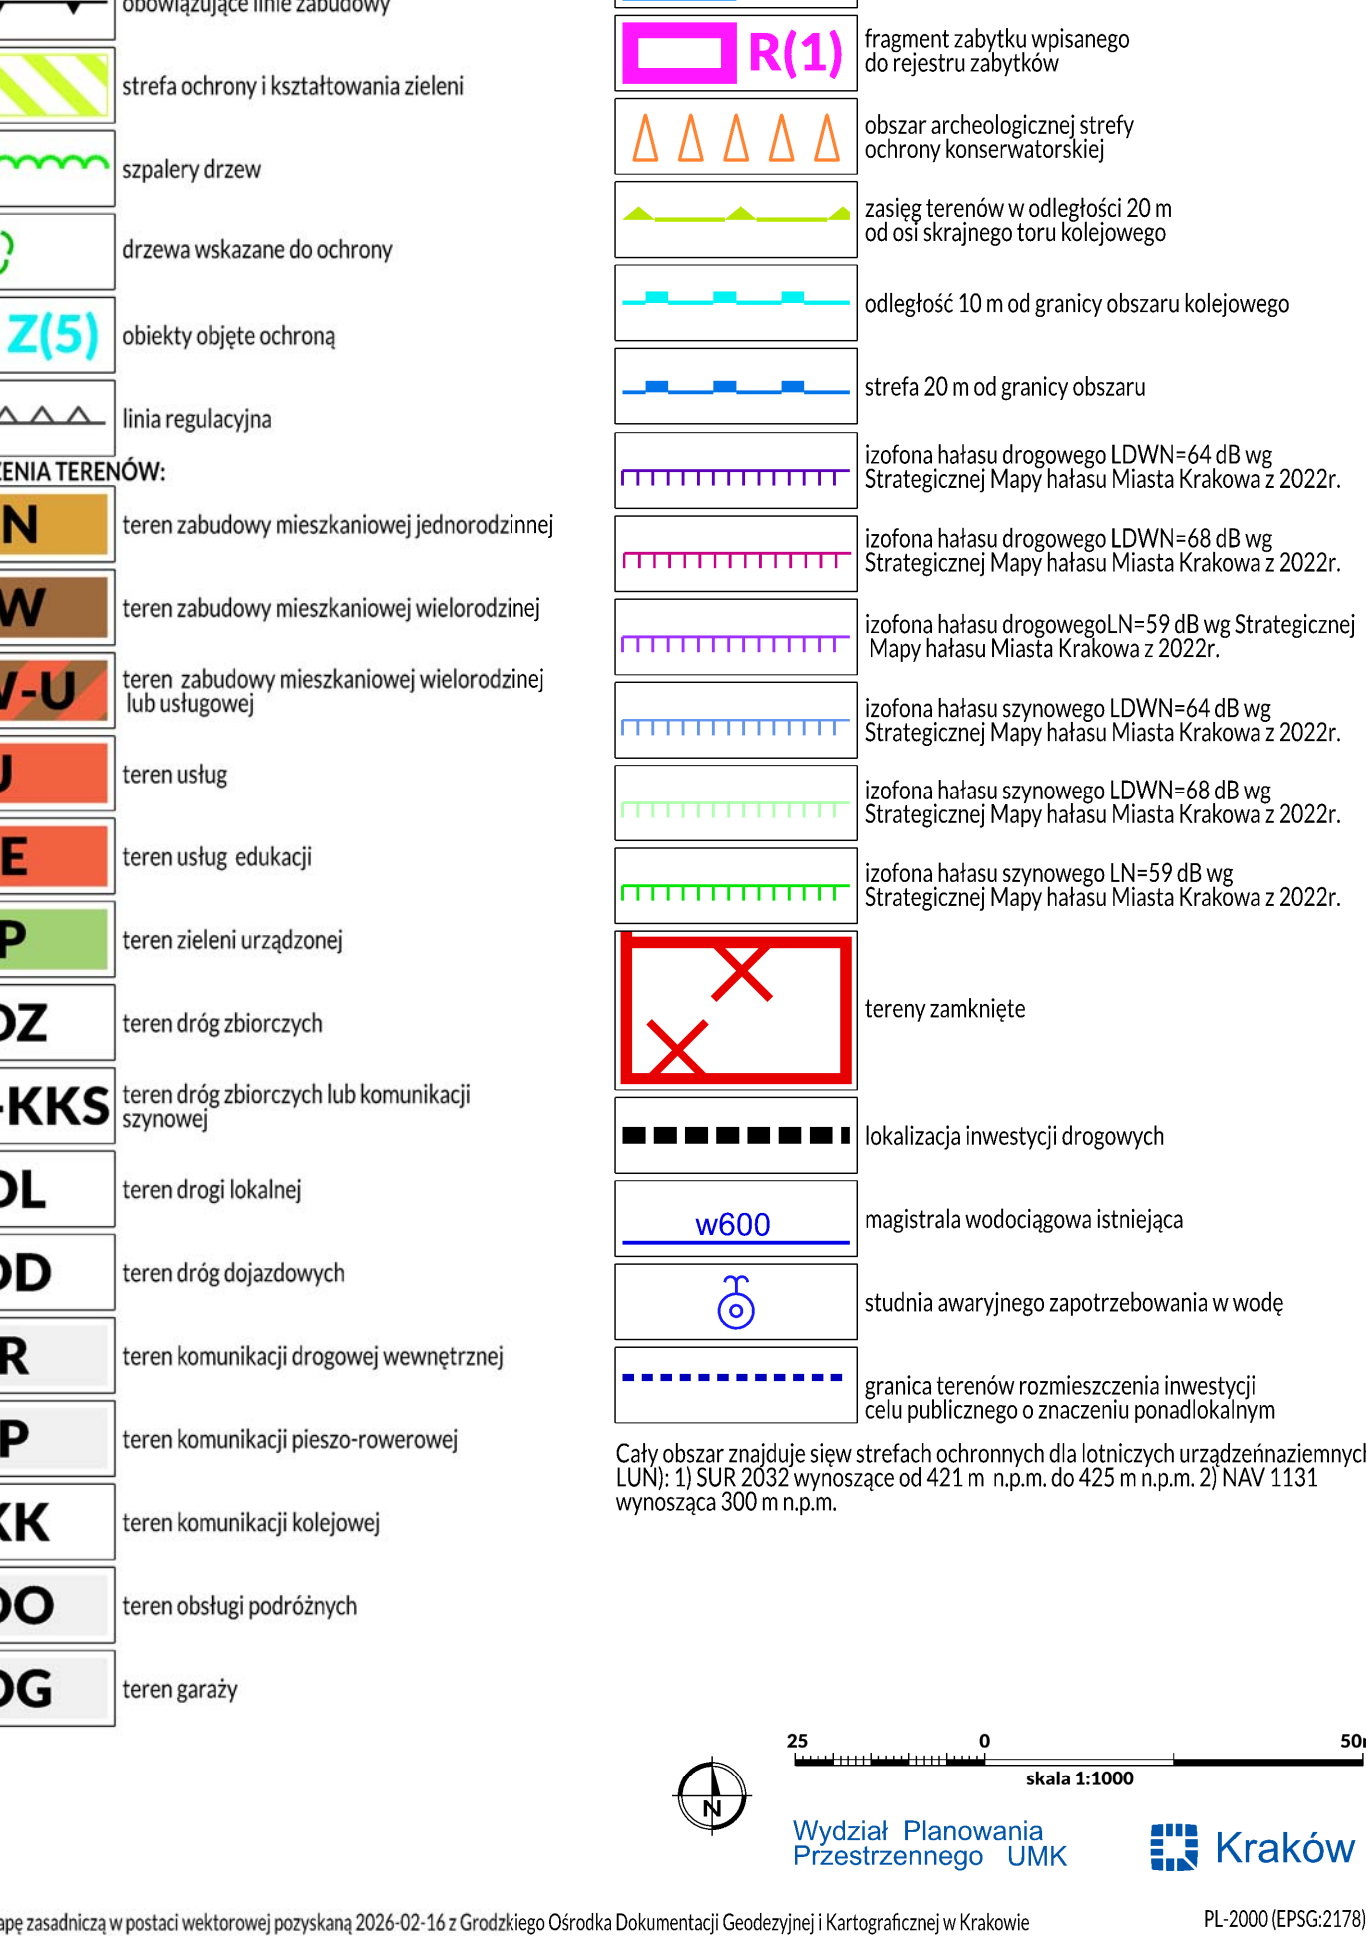 obowiązujące linie zabudowy
strefa ochrony i kształtowania zieleni
szpalery drzew
drzewa wskazane do ochrony
Z(5)
obiekty objęte ochroną
linia regulacyjna
ZENIA TERENÓW:
N
teren zabudowy mieszkaniowej jednorodzinnej
W
teren zabudowy mieszkaniowej wielorodzinej
-U
teren zabudowy mieszkaniowej wielorodzinej
lub usługowej
U
teren usług
E
teren usług edukacji
P
teren zieleni urządzonej
DZ
teren dróg zbiorczych
-KKS
teren dróg zbiorczych lub komunikacji
szynowej
DL
teren drogi lokalnej
DD
teren dróg dojazdowych
R
teren komunikacji drogowej wewnętrznej
P
teren komunikacji pieszo-rowerowej
KK
teren komunikacji kolejowej
OO
teren obsługi podróżnych
OG
teren garaży
R(1)
fragment zabytku wpisanego
do rejestru zabytków
obszar archeologicznej strefy
ochrony konserwatorskiej
zasięg terenów w odległości 20 m
od osi skrajnego toru kolejowego
odległość 10 m od granicy obszaru kolejowego
strefa 20 m od granicy obszaru
izofona hałasu drogowego LDWN=64 dB wg
Strategicznej Mapy hałasu Miasta Krakowa z 2022r.
izofona hałasu drogowego LDWN=68 dB wg
Strategicznej Mapy hałasu Miasta Krakowa z 2022r.
izofona hałasu drogowegoLN=59 dB wg Strategicznej
Mapy hałasu Miasta Krakowa z 2022r.
izofona hałasu szynowego LDWN=64 dB wg
Strategicznej Mapy hałasu Miasta Krakowa z 2022r.
izofona hałasu szynowego LDWN=68 dB wg
Strategicznej Mapy hałasu Miasta Krakowa z 2022r.
izofona hałasu szynowego LN=59 dB wg
Strategicznej Mapy hałasu Miasta Krakowa z 2022r.
tereny zamknięte
lokalizacja inwestycji drogowych
w600
magistrala wodociągowa istniejąca
studnia awaryjnego zapotrzebowania w wodę
granica terenów rozmieszczenia inwestycji
celu publicznego o znaczeniu ponadlokalnym
Cały obszar znajduje sięw strefach ochronnych dla lotniczych urządzeńnaziemnych
LUN): 1) SUR 2032 wynoszące od 421 m n.p.m. do 425 m n.p.m. 2) NAV 1131
wynosząca 300 m n.p.m.
25 0 50
skala 1:1000
N
Wydział Planowania
Przestrzennego UMK
Kraków
apę zasadniczą w postaci wektorowej pozyskaną 2026-02-16 z Grodzkiego Ośrodka Dokumentacji Geodezyjnej i Kartograficznej w Krakowie
PL-2000 (EPSG:2178)